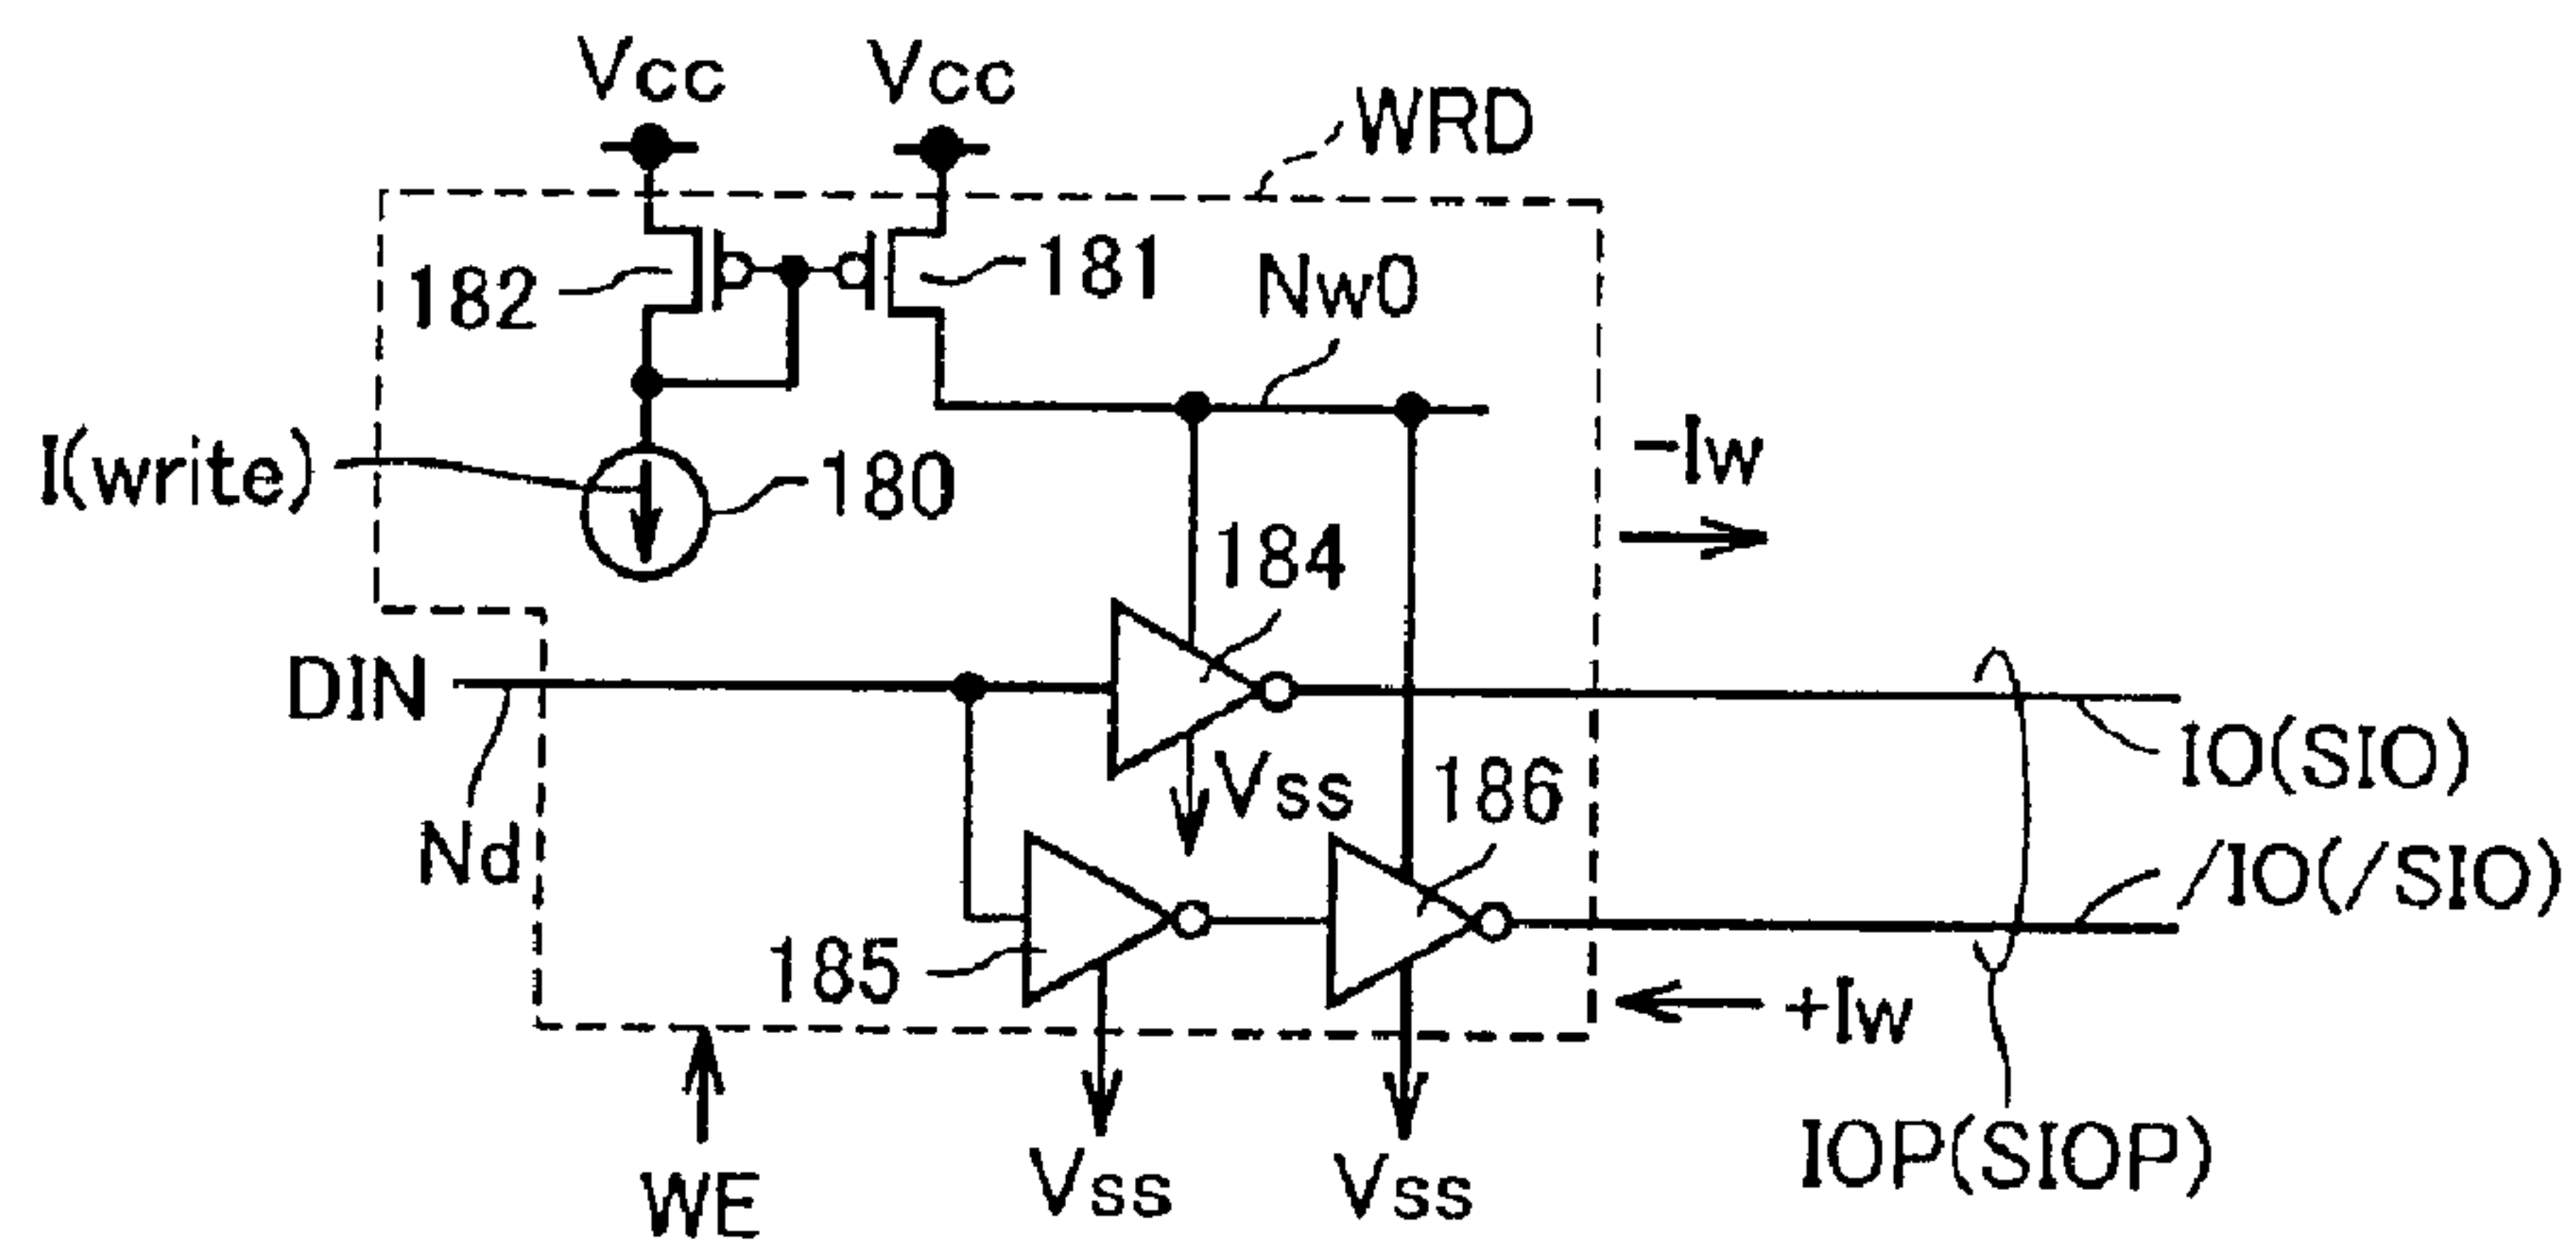 Vcc
Vcc
WRD
182
181
Nw0
I(write)
180
-Iw
184
DIN
Vss
186
IO(SIO)
Nd
185
/IO(/SIO)
+Iw
IOP(SIOP)
WE
Vss
Vss